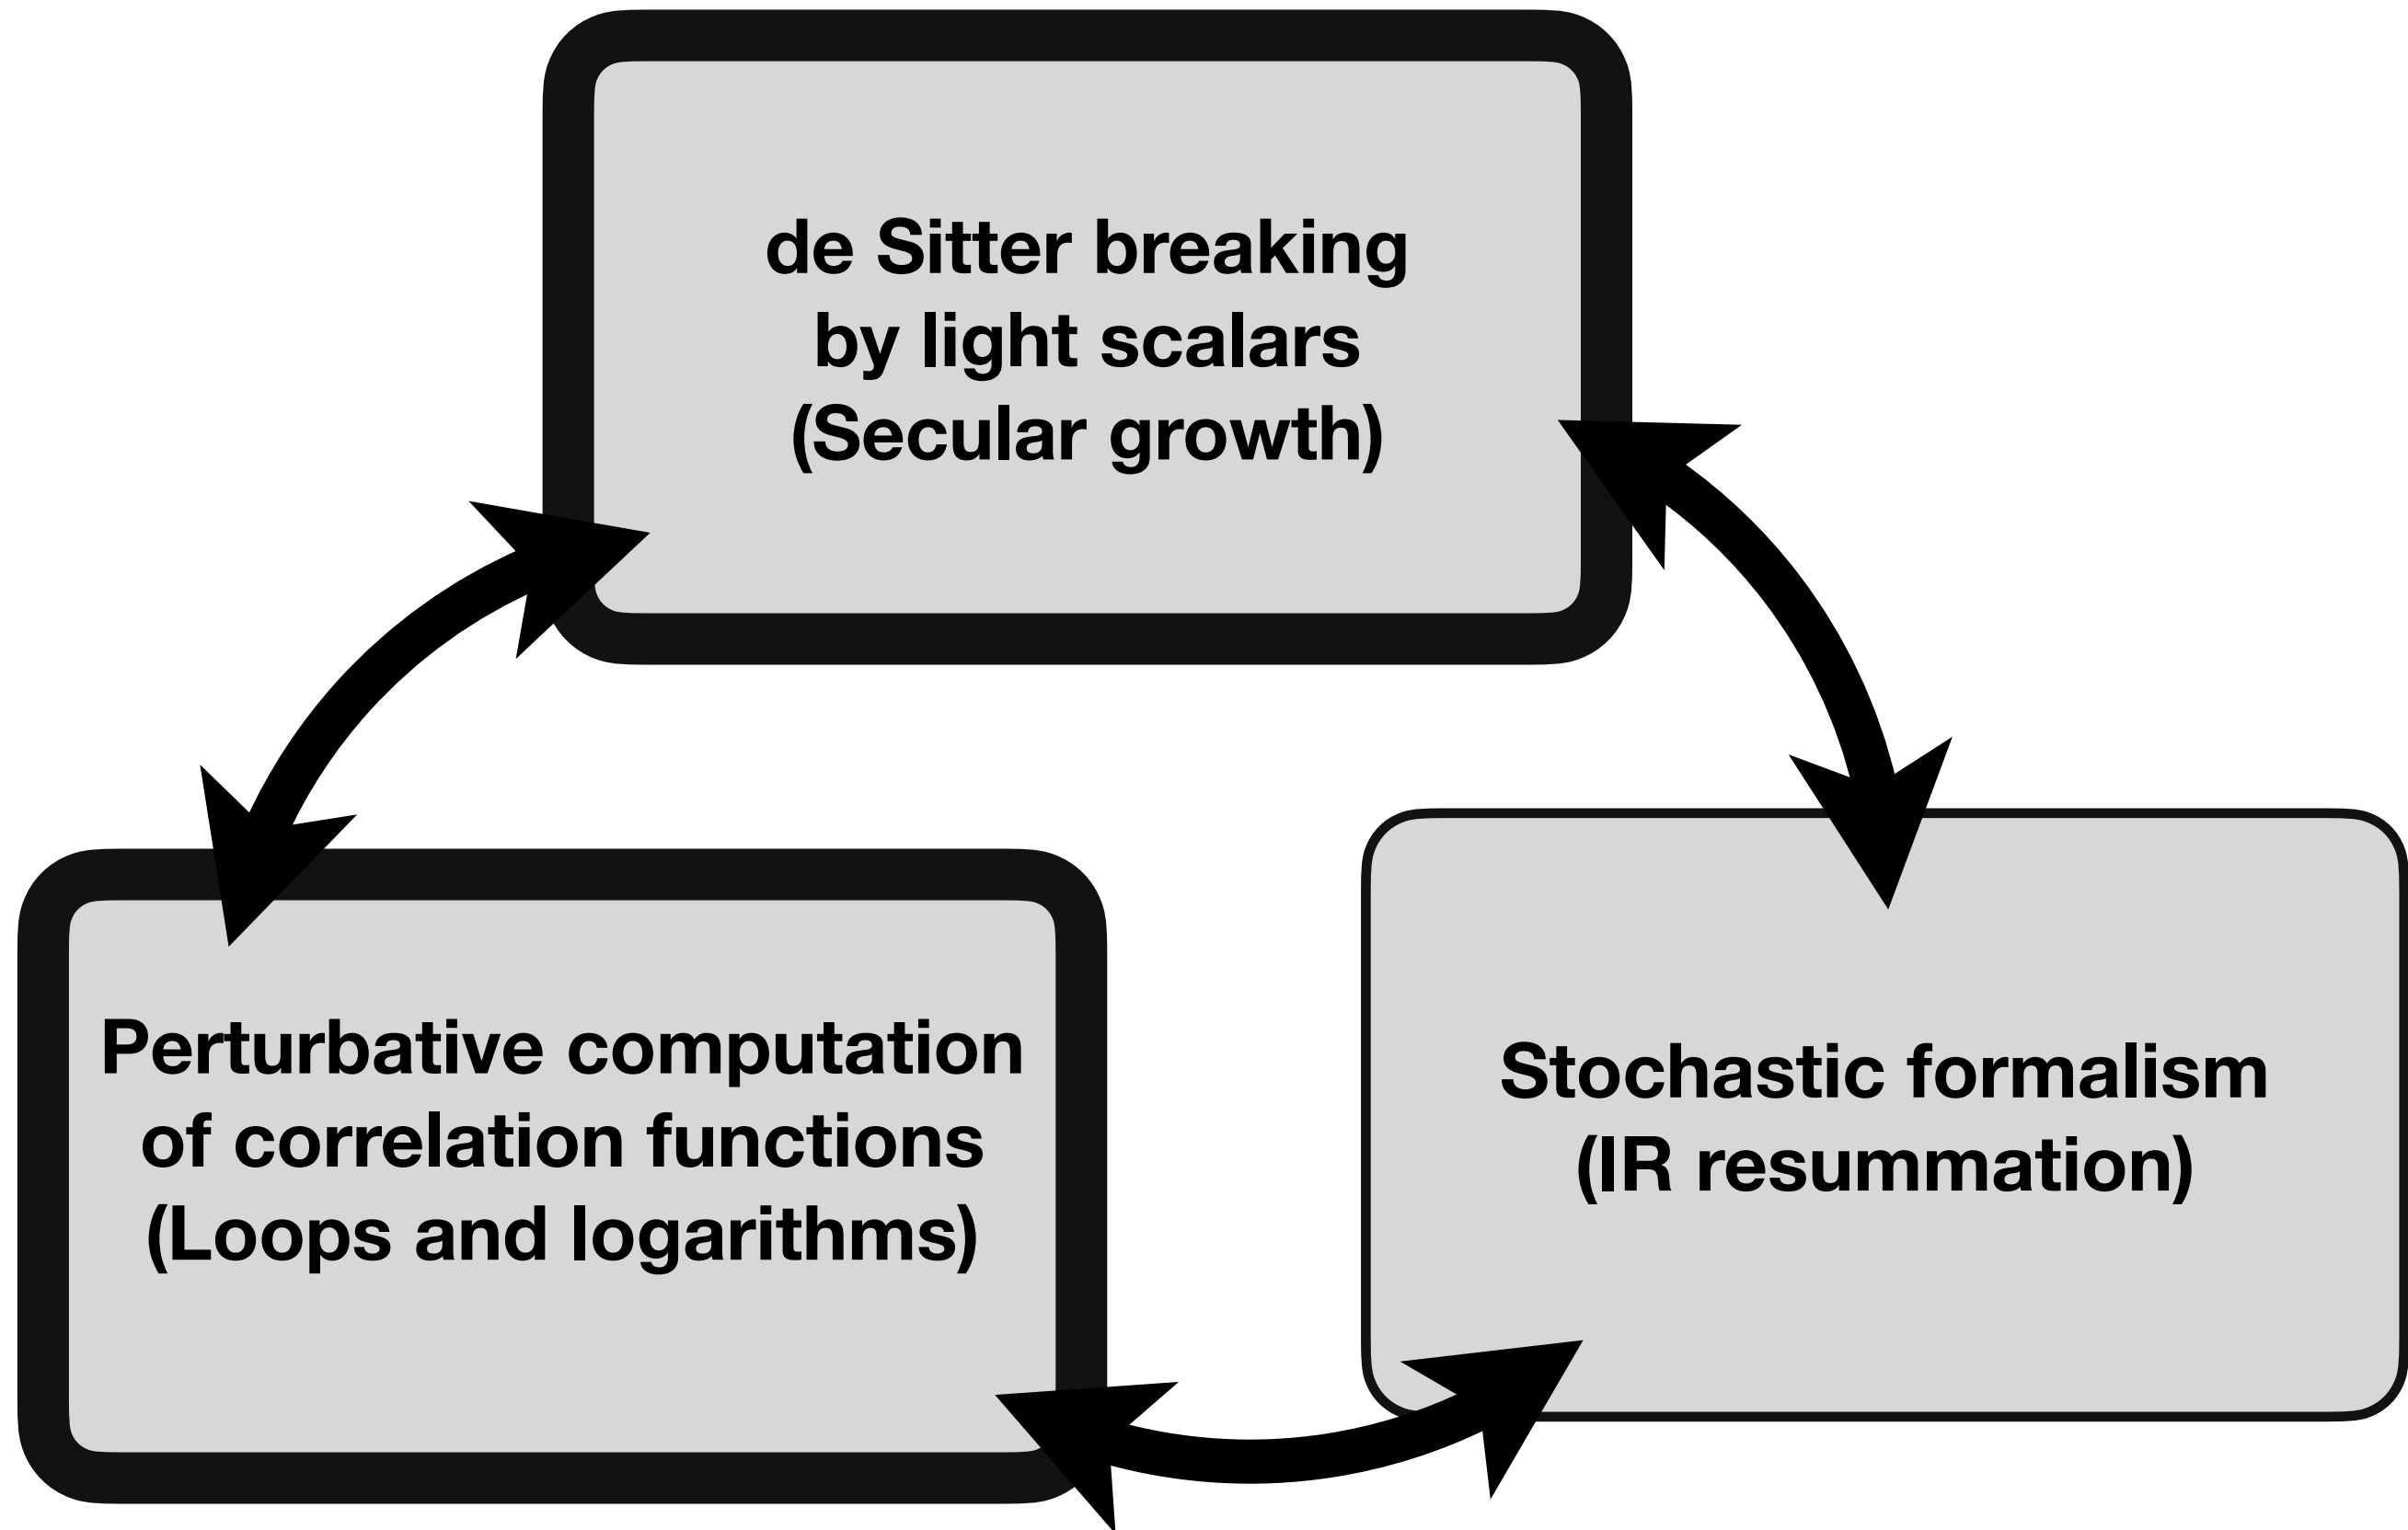 de Sitter breaking
by light scalars
(Secular growth)
Perturbative computation
of correlation functions
(Loops and logarithms)
Stochastic formalism
(IR resummation)